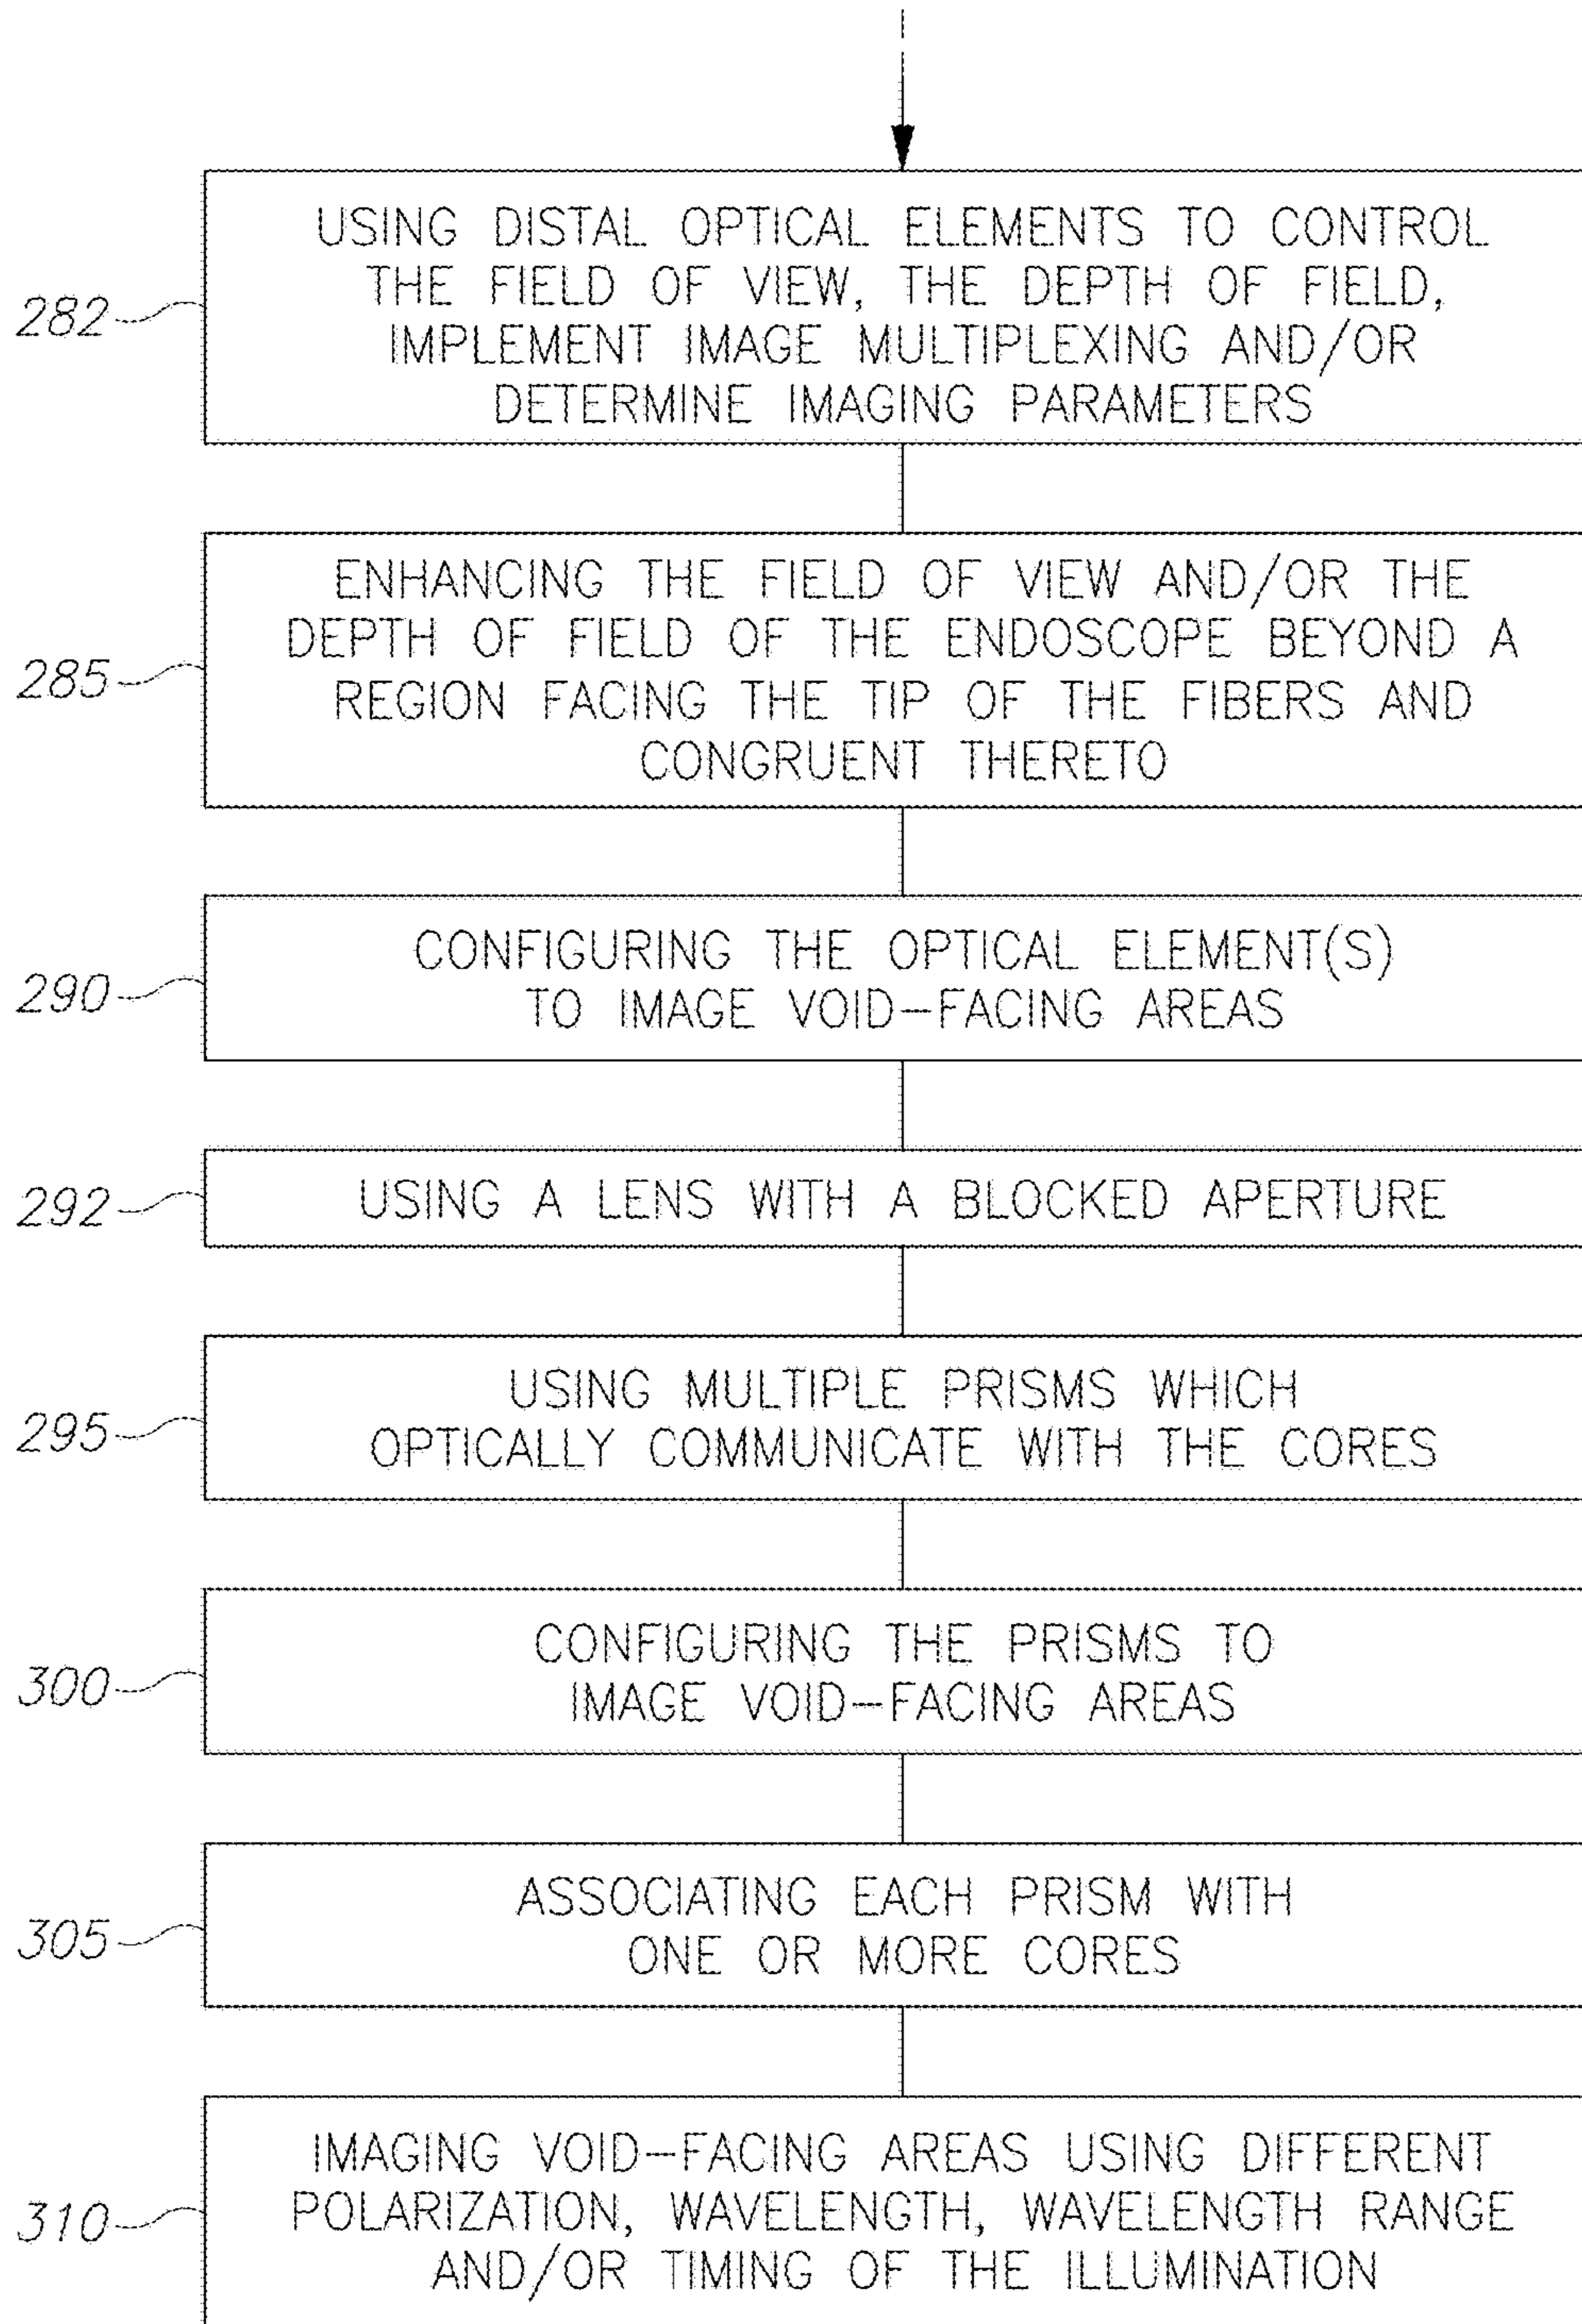 USING DISTAL OPTICAL ELEMENTS TO CONTROL
THE FIELD OF VIEW, THE DEPTH OF FIELD,
IMPLEMENT IMAGE MULTIPLEXING AND/OR
DETERMINE IMAGING PARAMETERS
282
ENHANCING THE FIELD OF VIEW AND/OR THE
DEPTH OF FIELD OF THE ENDOSCOPE BEYOND A
REGION FACING THE TIP OF THE FIBERS AND
CONGRUENT THERETO
285
CONFIGURING THE OPTICAL ELEMENT(S)
TO IMAGE VOID-FACING AREAS
290
USING A LENS WITH A BLOCKED APERTURE
292
USING MULTIPLE PRISMS WHICH
OPTICALLY COMMUNICATE WITH THE CORES
295
CONFIGURING THE PRISMS TO
IMAGE VOID-FACING AREAS
300
ASSOCIATING EACH PRISM WITH
ONE OR MORE CORES
305
IMAGING VOID-FACING AREAS USING DIFFERENT
POLARIZATION, WAVELENGTH, WAVELENGTH RANGE
AND/OR TIMING OF THE ILLUMINATION
310